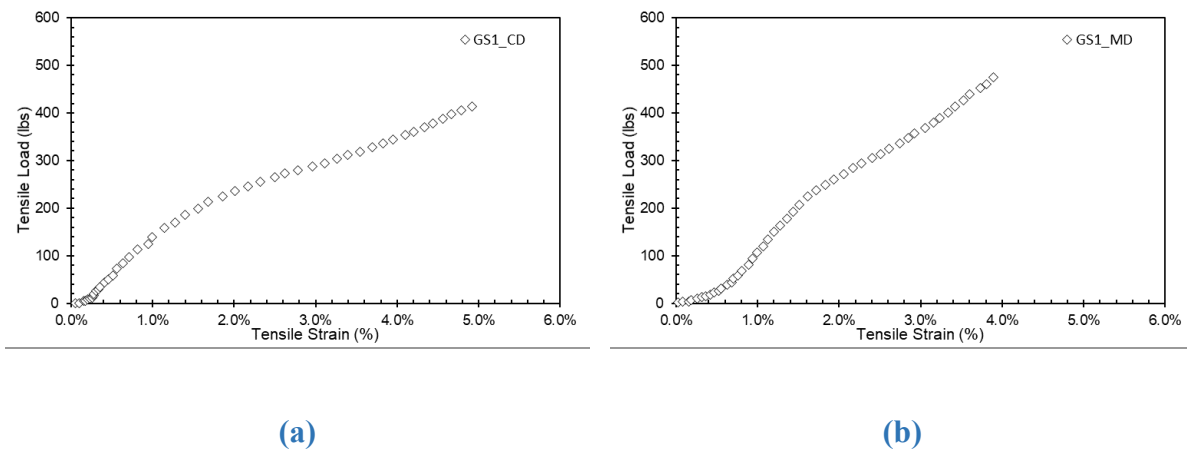 600
500
400
300
200
100
0
Tensile Load (lbs)
GS1_CD
0.0% 1.0% 2.0% 3.0% 4.0% 5.0% 6.0%
Tensile Strain (%)
(a)
600
500
400
300
200
100
0
Tensile Load (lbs)
GS1_MD
0.0% 1.0% 2.0% 3.0% 4.0% 5.0% 6.0%
Tensile Strain (%)
(b)